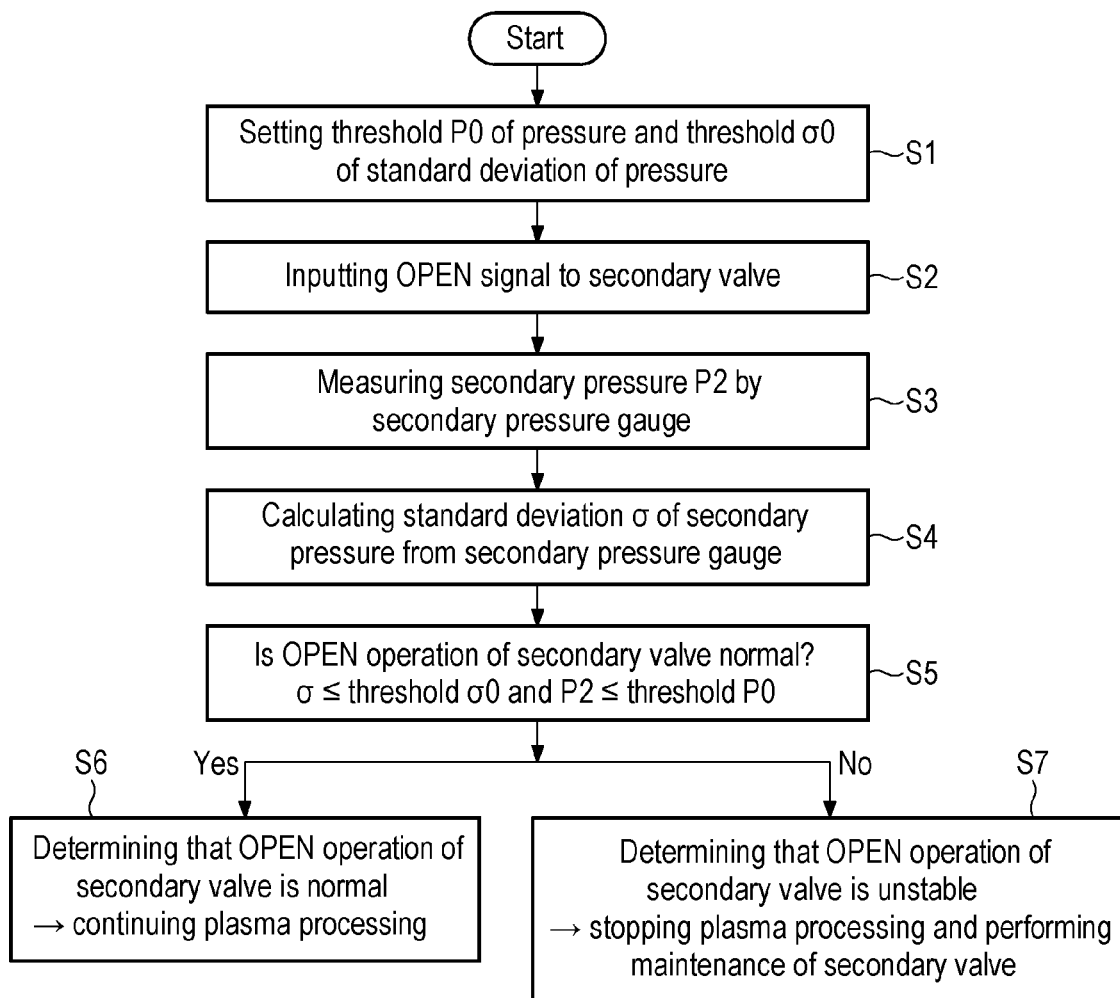 Start
Setting threshold P0 of pressure and threshold σ0
of standard deviation of pressure
S1
Inputting OPEN signal to secondary valve
S2
Measuring secondary pressure P2 by
secondary pressure gauge
S3
Calculating standard deviation σ of secondary
pressure from secondary pressure gauge
S4
Is OPEN operation of secondary valve normal?
σ ≤ threshold σ0 and P2 ≤ threshold P0
S5
S6
Yes
No
S7
Determining that OPEN operation of
secondary valve is normal
→ continuing plasma processing
Determining that OPEN operation of
secondary valve is unstable
→ stopping plasma processing and performing
maintenance of secondary valve